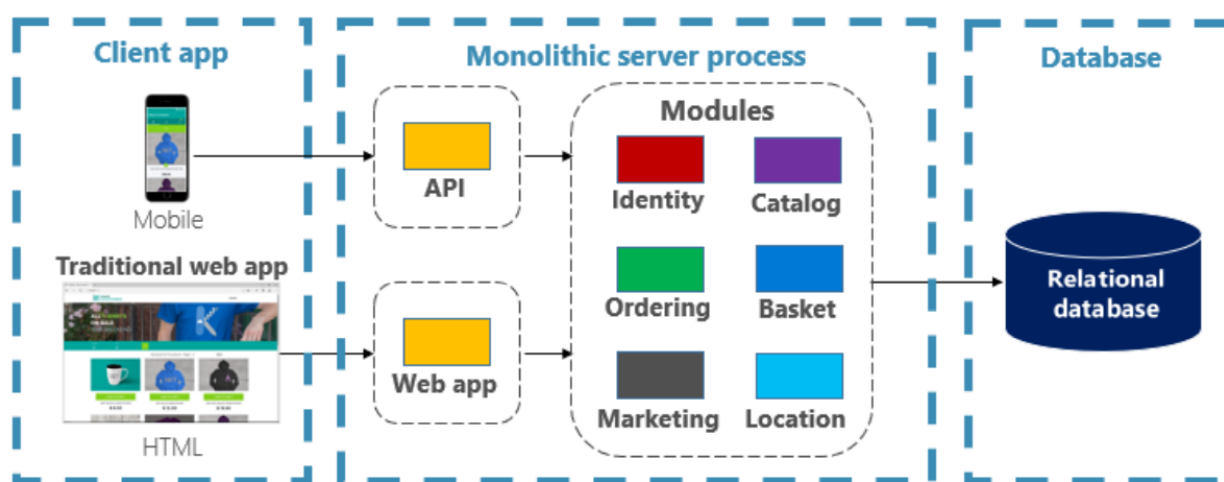 Client app
Mobile
Traditional web app
HTML
Monolithic server process
API
Web app
Modules
Identity
Catalog
Ordering
Basket
Marketing
Location
Database
Relational
database